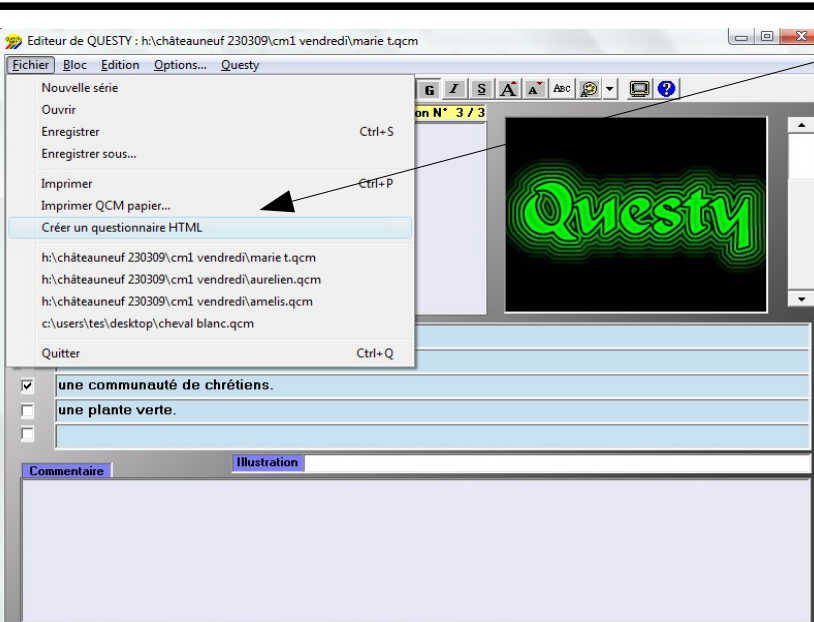 Editeur de QUESTY : h:\châteauneuf 230309\cm1 vendredi\marie t.qcm
Fichier Bloc Edition Options... Questy
G I S A A ABC ?
Nouvelle série
Ouvrir
Enregistrer Ctrl+S
Enregistrer sous...
Imprimer Ctrl+P
Imprimer QCM papier...
Créer un questionnaire HTML
h:\châteauneuf 230309\cm1 vendredi\marie t.qcm
h:\châteauneuf 230309\cm1 vendredi\aurelien.qcm
h:\châteauneuf 230309\cm1 vendredi\amelis.qcm
c:\users\tes\desktop\cheval blanc.qcm
Quitter Ctrl+Q
on N° 3 / 3
Questy
une communauté de chrétiens.
une plante verte.
Illustration
Commentaire